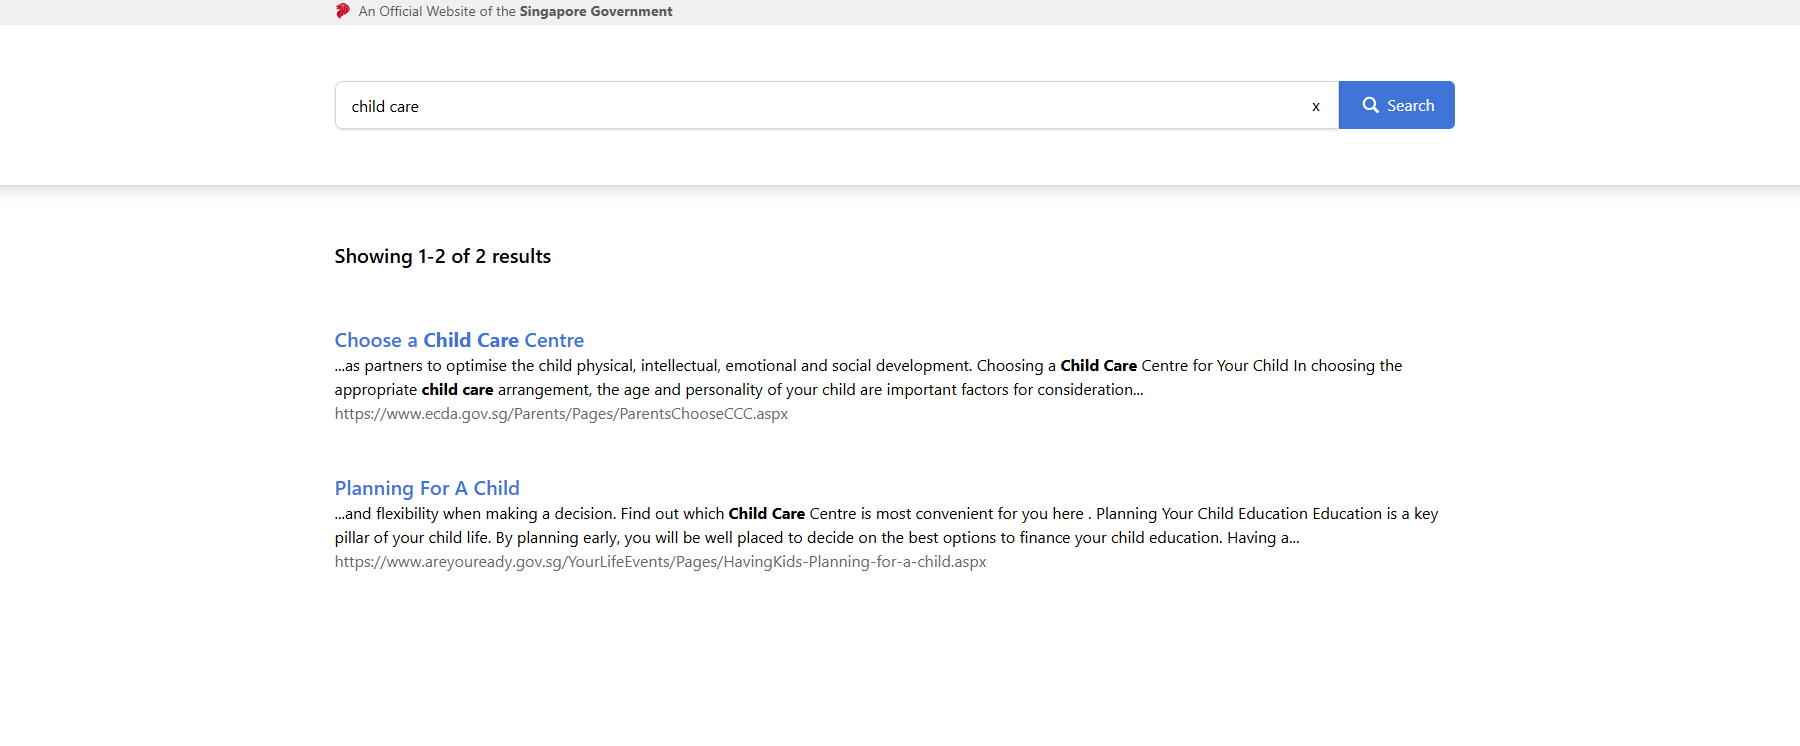 An Official Website of the Singapore Government
child care
x
Search
Showing 1-2 of 2 results
Choose a Child Care Centre
...as partners to optimise the child physical, intellectual, emotional and social development. Choosing a Child Care Centre for Your Child In choosing the
appropriate child care arrangement, the age and personality of your child are important factors for consideration...
https://www.ecda.gov.sg/Parents/Pages/ParentsChooseCCC.aspx
Planning For A Child
...and flexibility when making a decision. Find out which Child Care Centre is most convenient for you here . Planning Your Child Education Education is a key
pillar of your child life. By planning early, you will be well placed to decide on the best options to finance your child education. Having a...
https://www.areyouready.gov.sg/YourLifeEvents/Pages/HavingKids-Planning-for-a-child.aspx